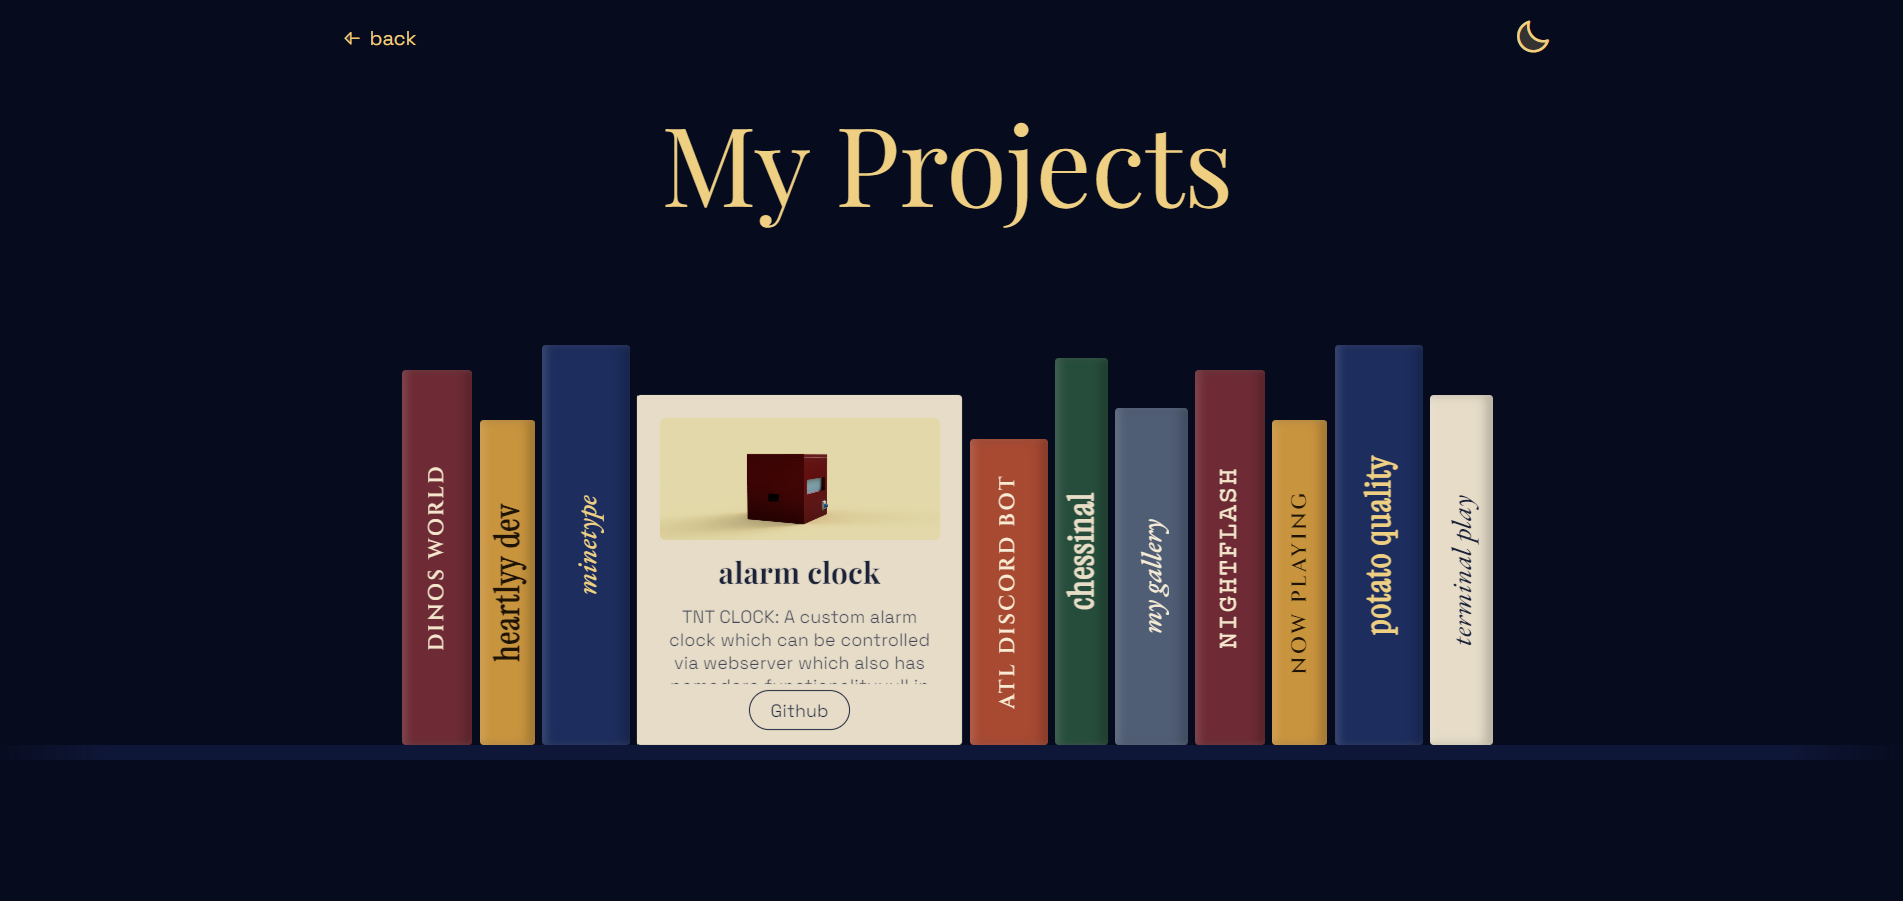 back
My Projects
DINOS WORLD
heartlyy dev
minetype
alarm clock
TNT CLOCK: A custom alarm
clock which can be controlled
via webserver which also has
Github
ATL DISCORD BOT
chessinal
my gallery
NIGHTFLASH
NOW PLAYING
potato quality
terminal play